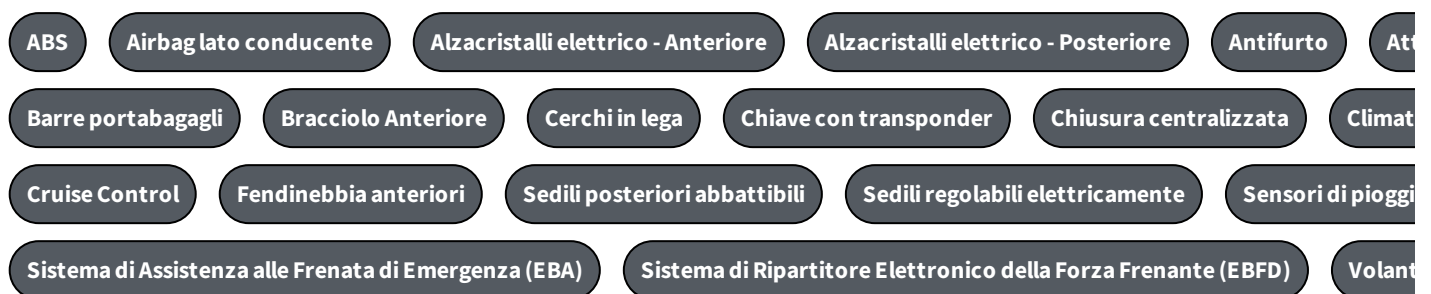 ABS Airbag lato conducente Alzacristalli elettrico - Anteriore Alzacristalli elettrico - Posteriore Antifurto
Barre portabagagli Bracciolo Anteriore Cerchi in lega Chiave con transponder Chiusura centralizzata
Cruise Control Fendinebbia anteriori Sedili posteriori abbattibili Sedili regolabili elettricamente Sensori di
Sistema di Assistenza alle Frenata di Emergenza (EBA) Sistema di Ripartitore Elettronico della Forza Frenante (EBFD)